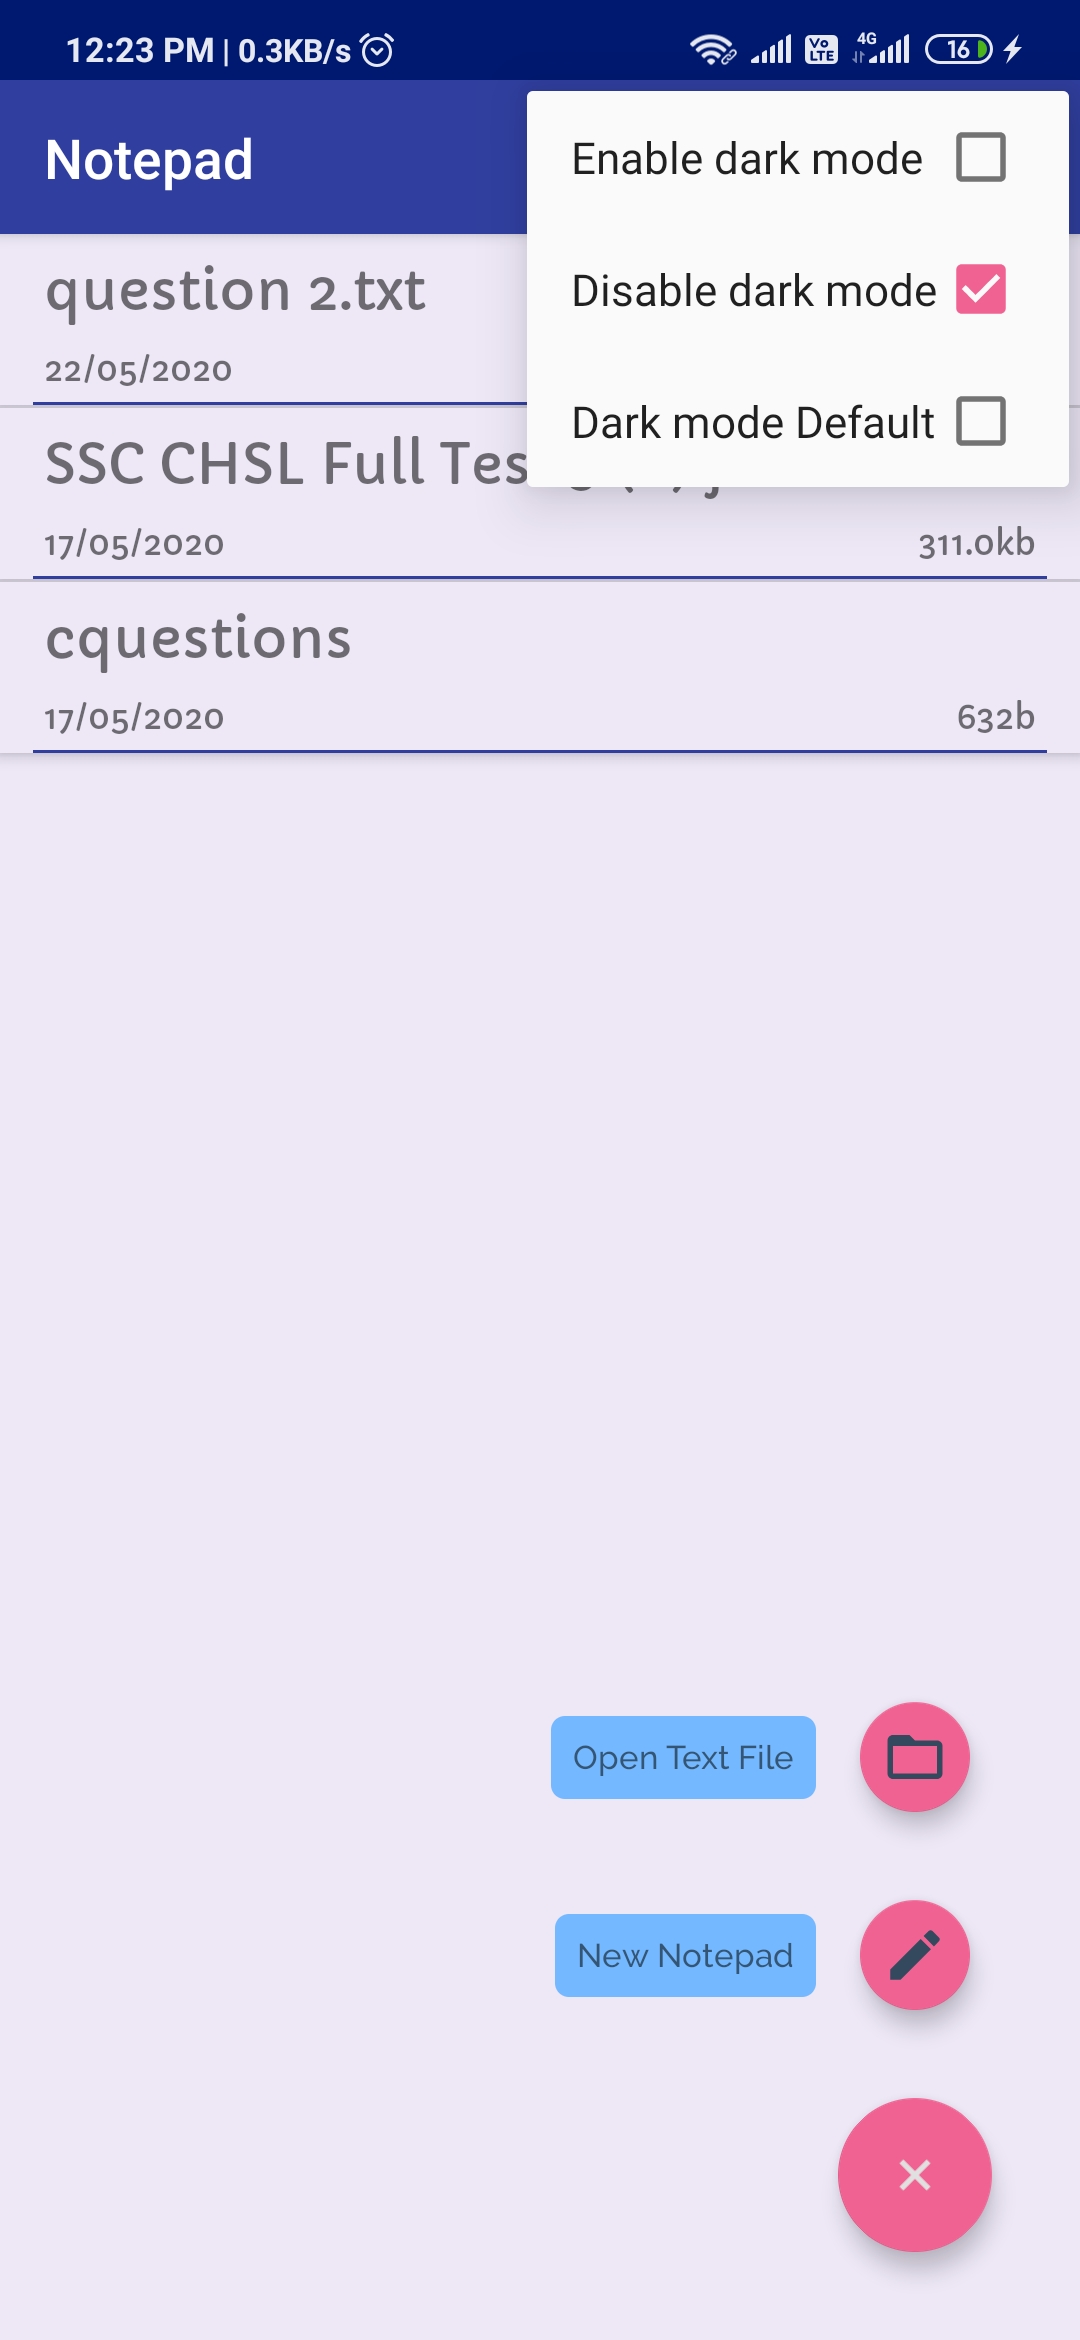 12:23 PM | 0.3KB/s
Vo LTE
4G
16
Notepad
Enable dark mode
Disable dark mode
Dark mode Default
question 2.txt
22/05/2020
SSC CHSL Full
17/05/2020 311.0kb
cquestions
17/05/2020 632b
Open Text File
New Notepad